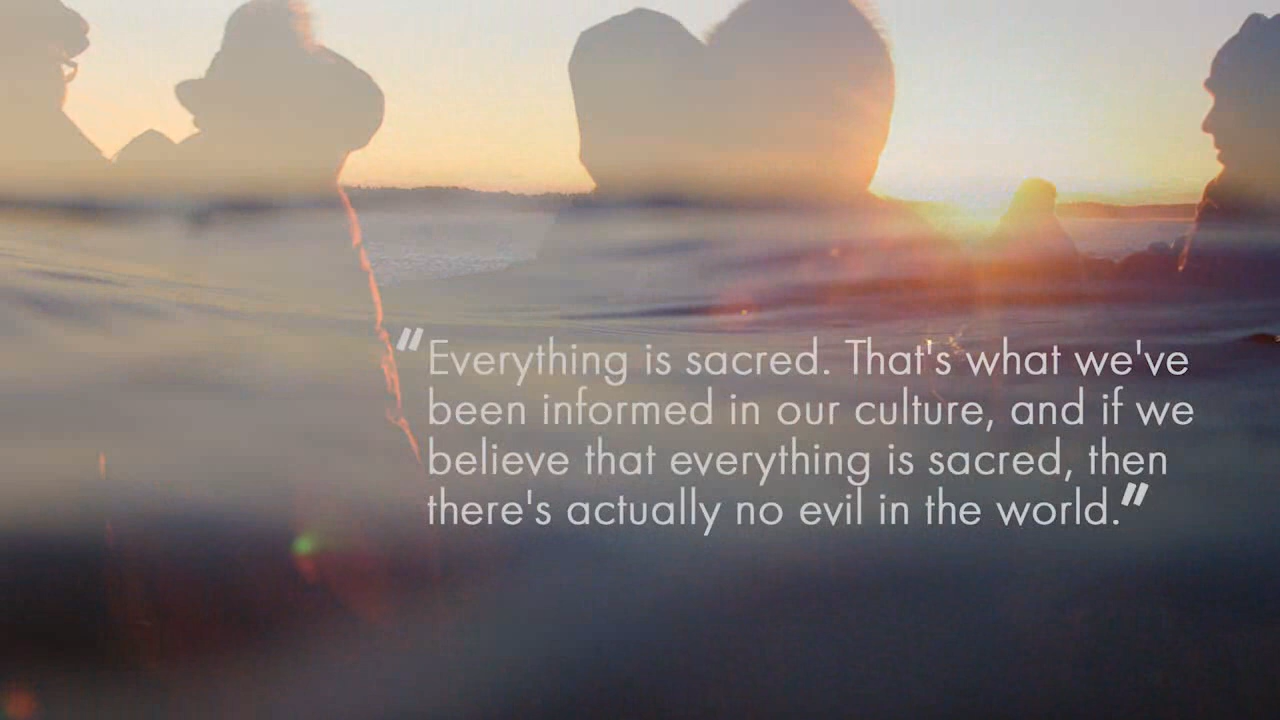 "Everything is sacred. That's what we've
been informed in our culture, and if we
believe that everything is sacred, then
there's actually no evil in the world."